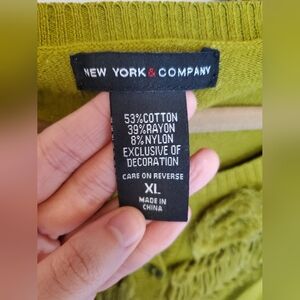 NEW YORK & COMPANY
53%COTTON
39%RAYON
8%NYLON
EXCLUSIVE OF
DECORATION
CARE ON REVERSE
XL
MADE IN
CHINA